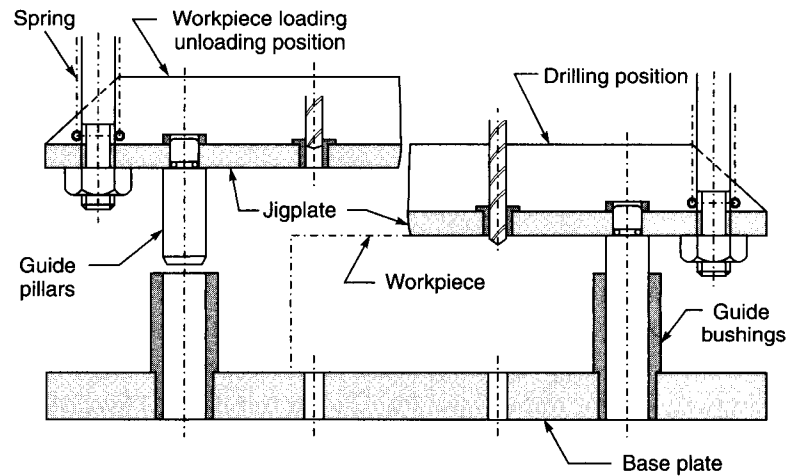 Spring
Workpiece loading
unloading position
Drilling position
Jigplate
Guide
pillars
Workpiece
Guide
bushings
Base plate